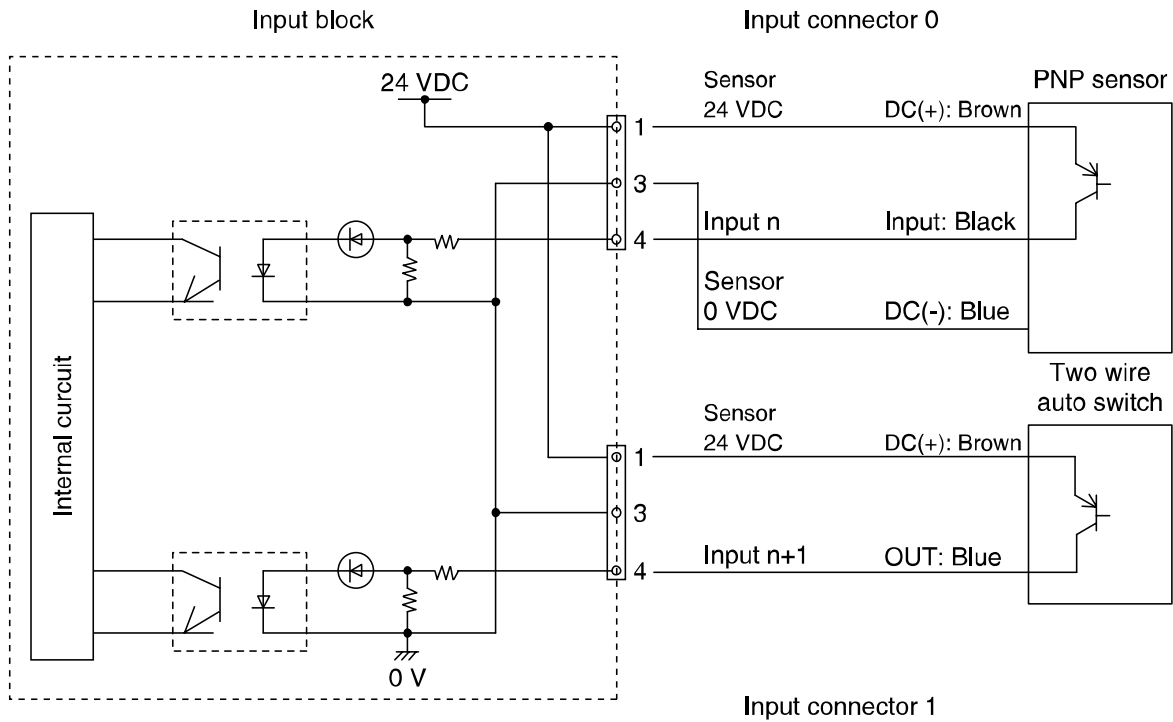 Input block
Input connector 0
24 VDC
Sensor
24 VDC
DC(+): Brown
PNP sensor
1
3
4
Input n
Input: Black
Sensor
0 VDC
DC(-): Blue
Internal curcuit
Two wire
auto switch
Sensor
24 VDC
DC(+): Brown
1
3
4
Input n+1
OUT: Blue
0 V
Input connector 1